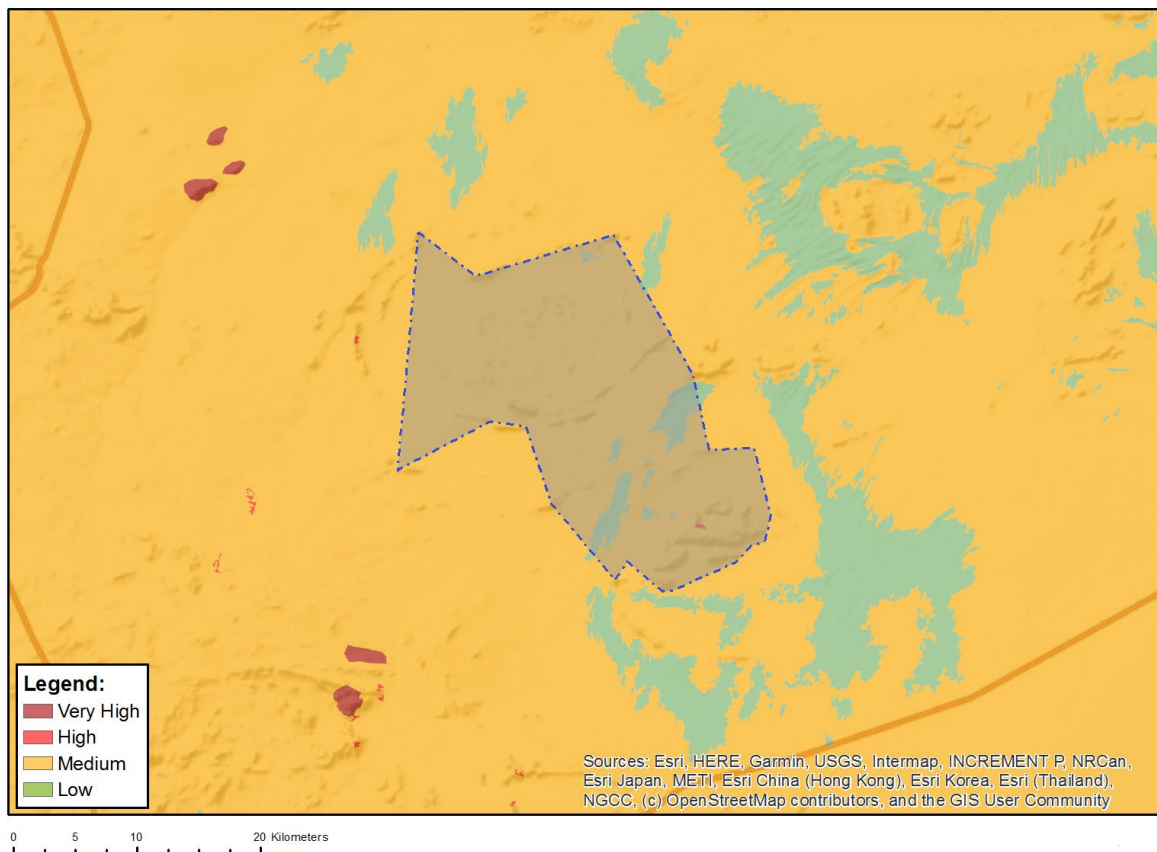 Legend:
Very High
High
Medium
Low
Sources: Esri, HERE, Garmin, USGS, Intermap, INCREMENT P, NRCan,
Esri Japan, METI, Esri China (Hong Kong), Esri Korea, Esri (Thailand),
NGCC, (c) OpenStreetMap contributors, and the GIS User Community
0 5 10 20 Kilometers